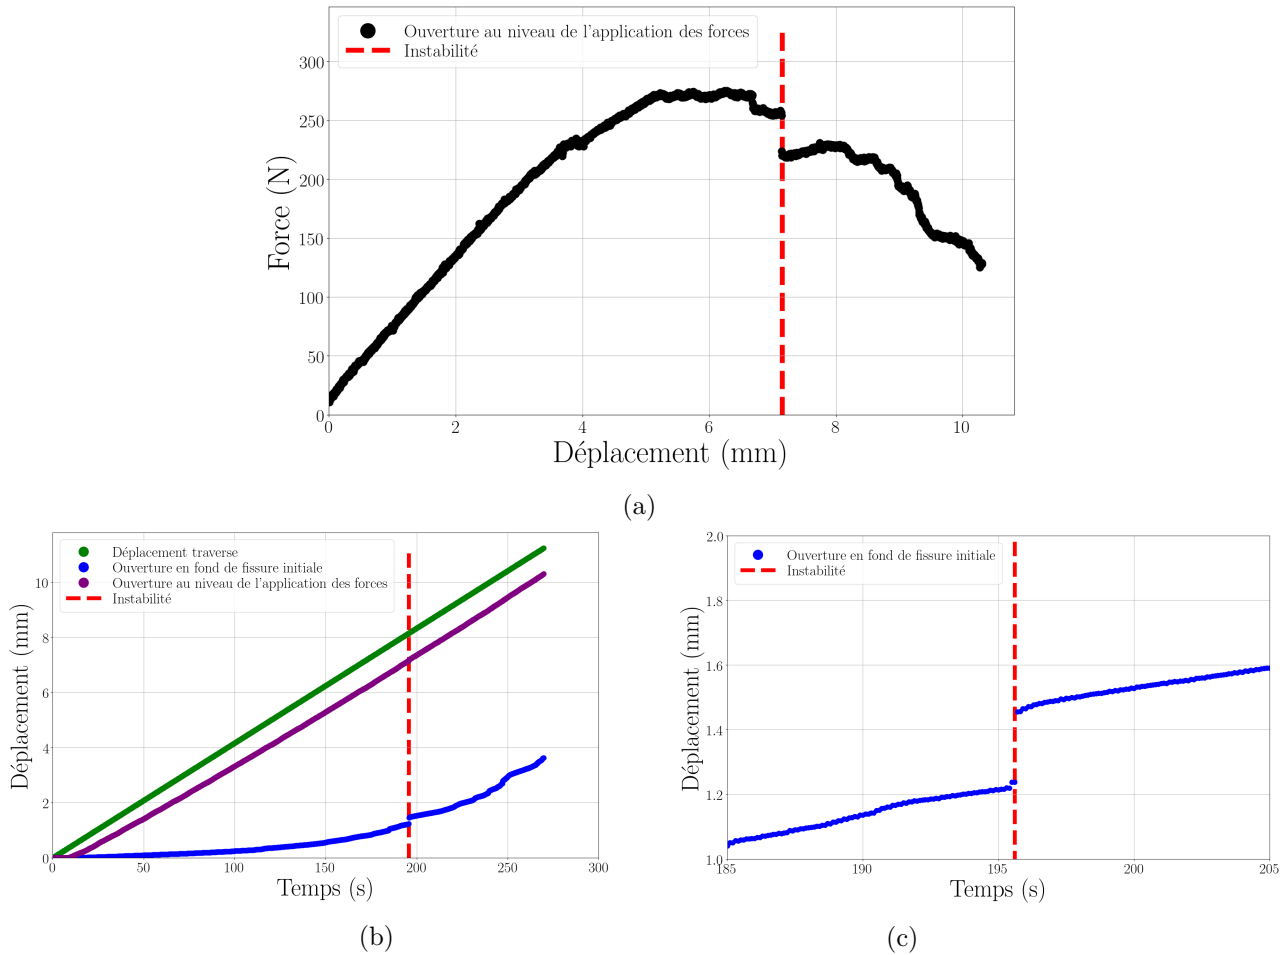 Ouverture au niveau de l'application des forces
Instabilité
300
250
200
150
100
50
0
0 2 4 6 8 10
Force (N)
Déplacement (mm)
(a)
Déplacement traverse
Ouverture en fond de fissure initiale
Ouverture au niveau de l'application des forces
Instabilité
10
8
6
4
2
0
0 50 100 150 200 250 300
Déplacement (mm)
Temps (s)
(b)
Ouverture en fond de fissure initiale
Instabilité
2.0
1.8
1.6
1.4
1.2
1.0
185 190 195 200 205
Déplacement (mm)
Temps (s)
(c)